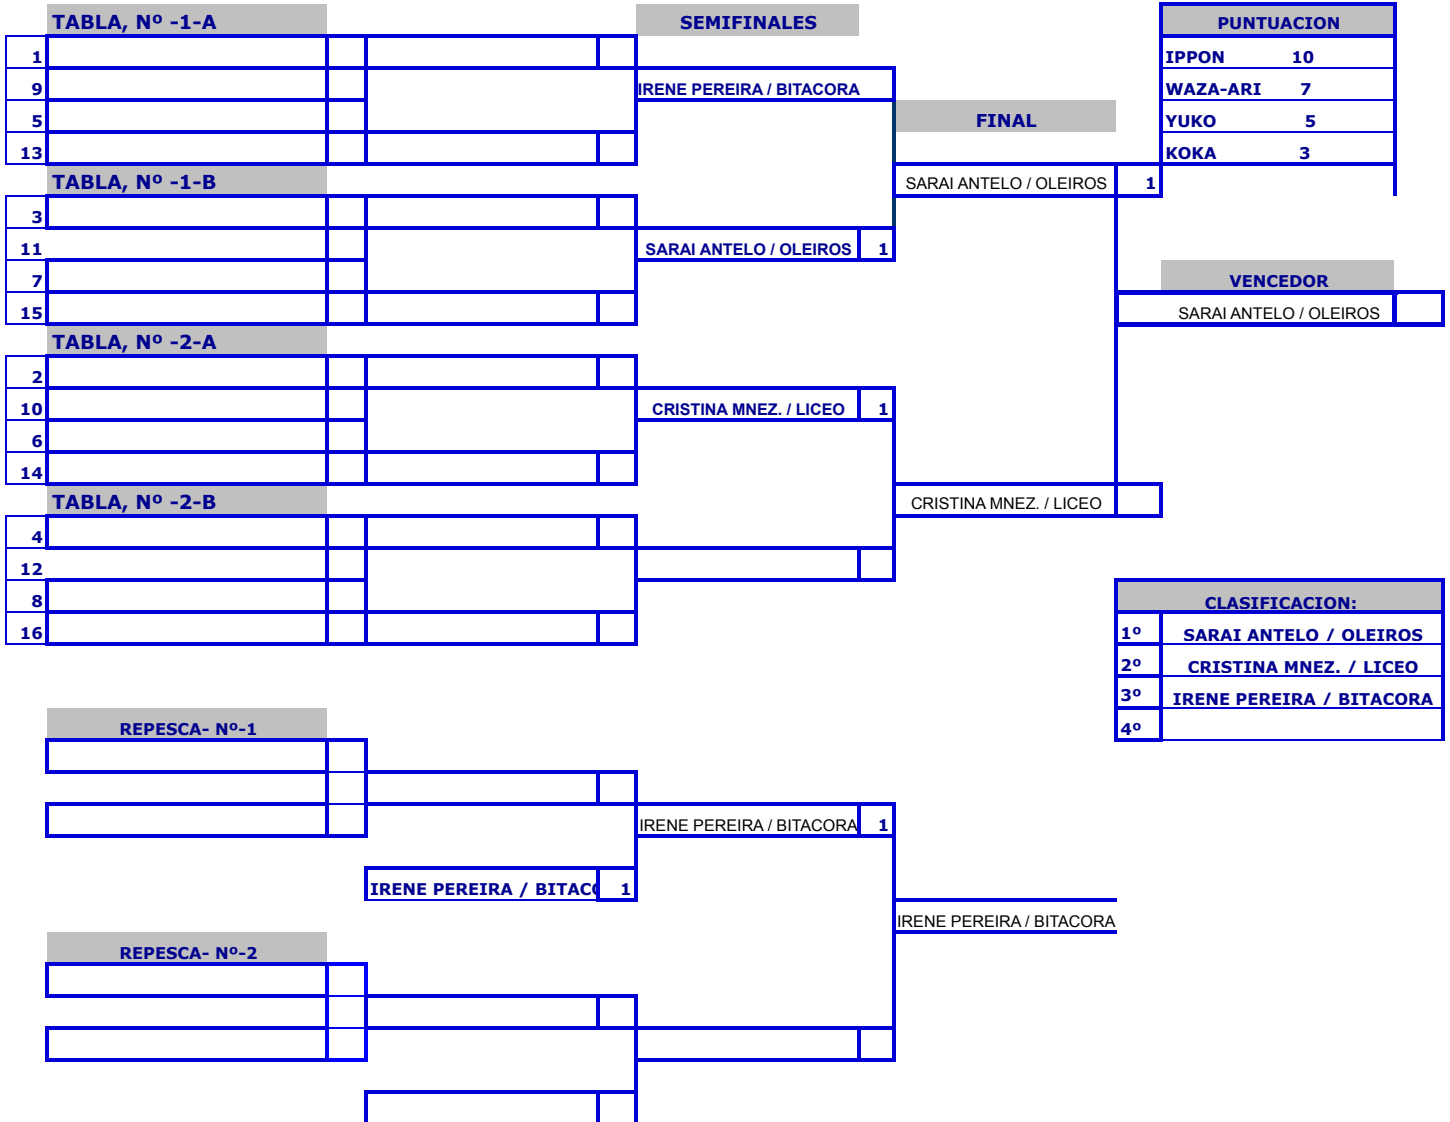 TABLA, Nº -1-A
SEMIFINALES
PUNTUACION
1
IPPON 10
9
IRENE PEREIRA / BITACORA
WAZA-ARI 7
5
FINAL
YUKO 5
13
KOKA 3
TABLA, Nº -1-B
SARAI ANTELO / OLEIROS 1
3
11
SARAI ANTELO / OLEIROS 1
7
VENCEDOR
15
SARAI ANTELO / OLEIROS
TABLA, Nº -2-A
2
10
CRISTINA MNEZ. / LICEO 1
6
14
TABLA, Nº -2-B
CRISTINA MNEZ. / LICEO
4
12
8
CLASIFICACION:
16
1º SARAI ANTELO / OLEIROS
2º CRISTINA MNEZ. / LICEO
3º IRENE PEREIRA / BITACORA
4º
REPESCA- Nº-1
IRENE PEREIRA / BITACORA 1
IRENE PEREIRA / BITAC 1
IRENE PEREIRA / BITACORA
REPESCA- Nº-2